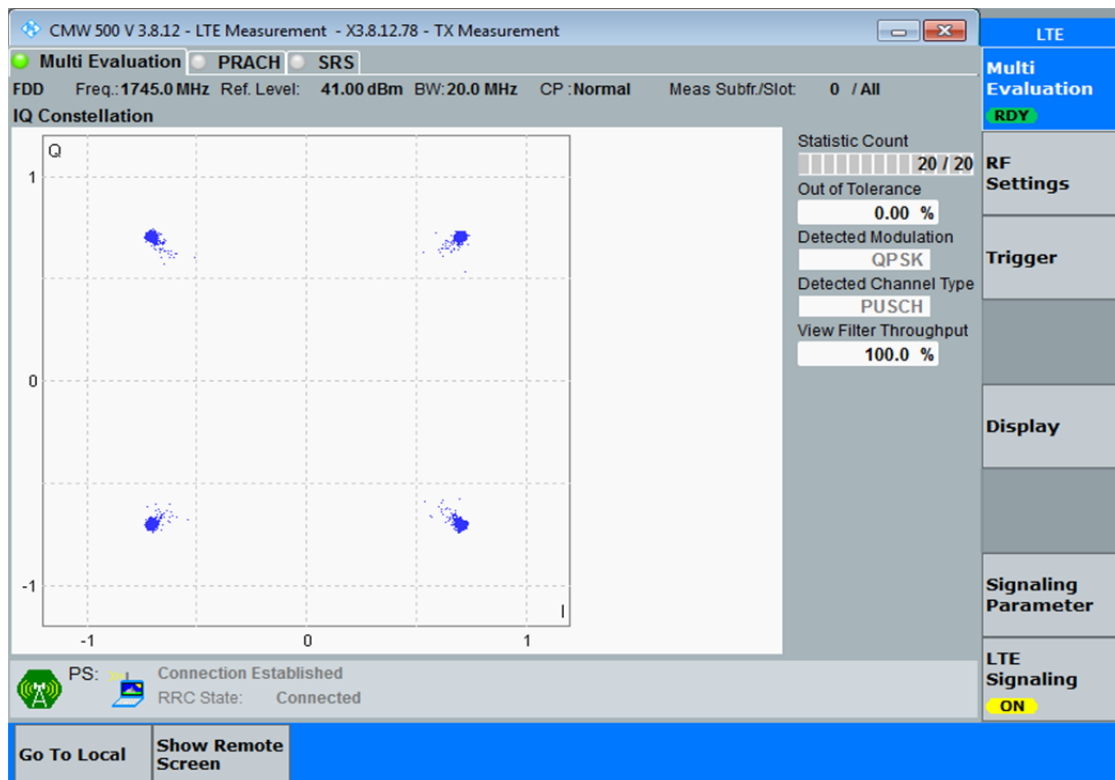 CMW 500 V 3.8.12 - LTE Measurement  - X3.8.12.78 - TX Measurement
LTE
Multi Evaluation PRACH SRS
FDD Freq.:1745.0 MHz Ref. Level: 41.00 dBm BW:20.0 MHz CP :Normal Meas Subfr./Slot: 0 / All
IQ Constellation
Q
1
0
-1
I
-1 0 1
Statistic Count
20 / 20
Out of Tolerance
0.00 %
Detected Modulation
QPSK
Detected Channel Type
PUSCH
View Filter Throughput
100.0 %
PS: Connection Established
RRC State: Connected
Multi
Evaluation
RDY
RF
Settings
Trigger
Display
Signaling
Parameter
LTE
Signaling
ON
Go To Local
Show Remote
Screen